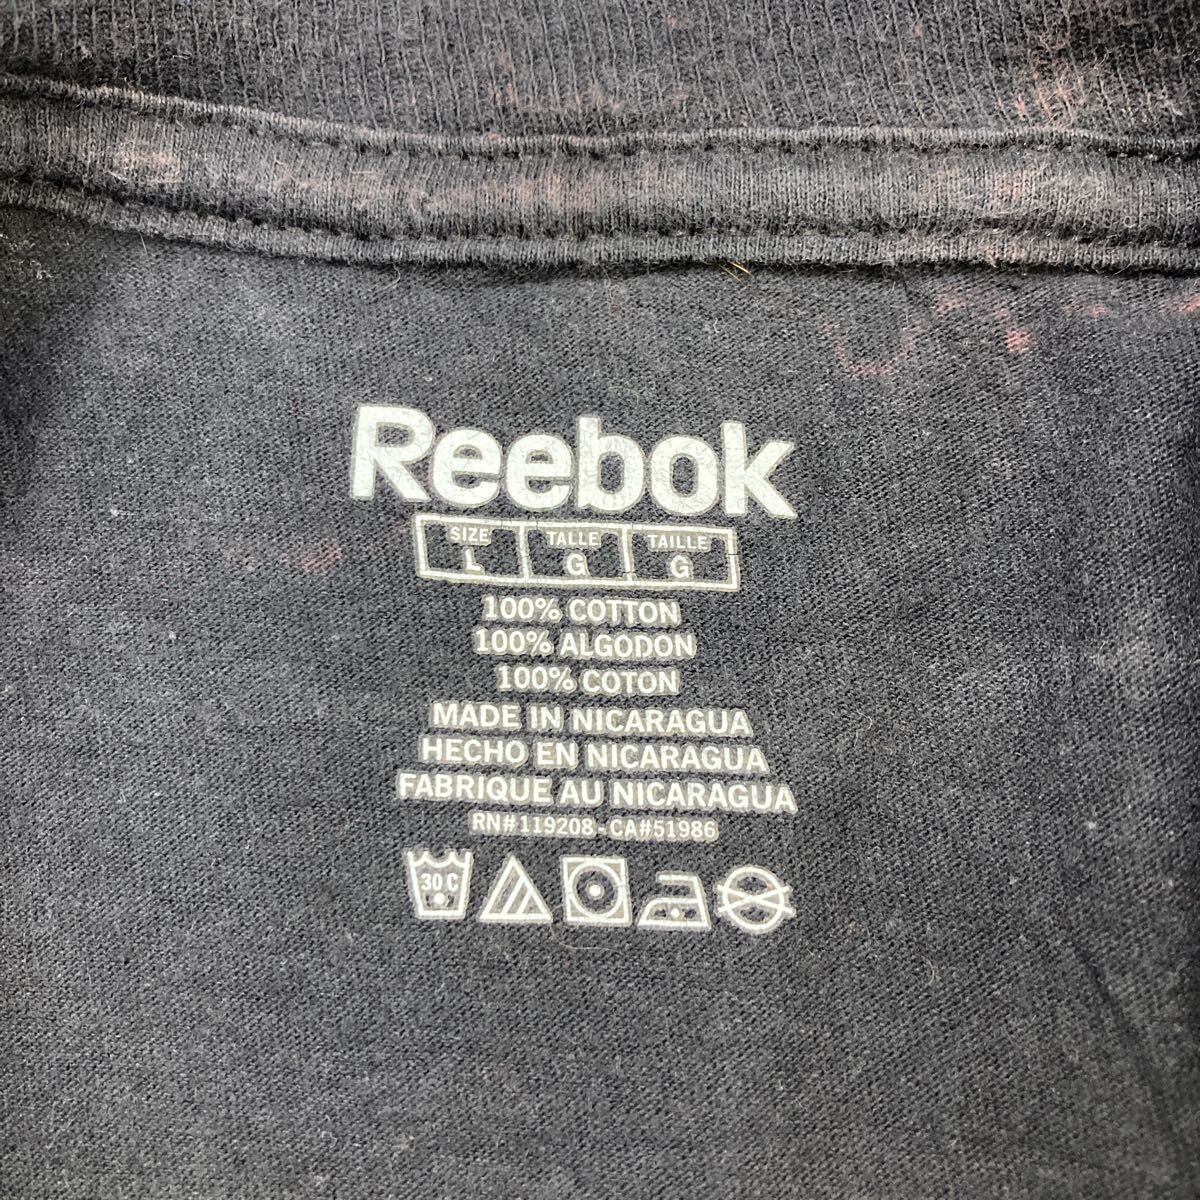 Reebok
SIZE TALLE TAILLE
L G G
100% COTTON
100% ALGODON
100% COTON
MADE IN NICARAGUA
HECHO EN NICARAGUA
FABRIQUE AU NICARAGUA
RN#119208-CA#51986
30 C